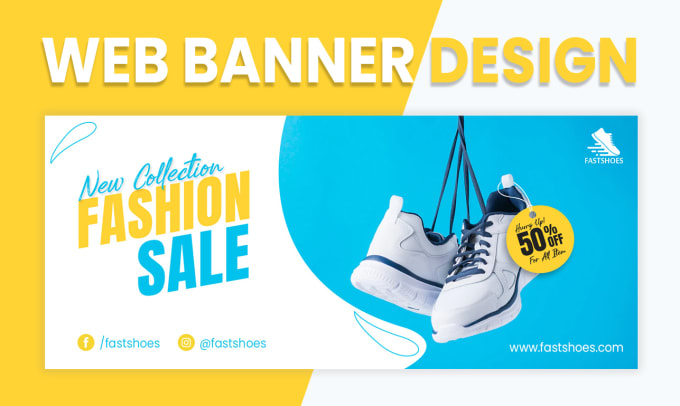 WEB BANNER DESIGN
New Collection
FASHION
SALE
/fastshoes
@fastshoes
FASTSHOES
Hurry Up!
50% OFF
For All Item
www.fastshoes.com